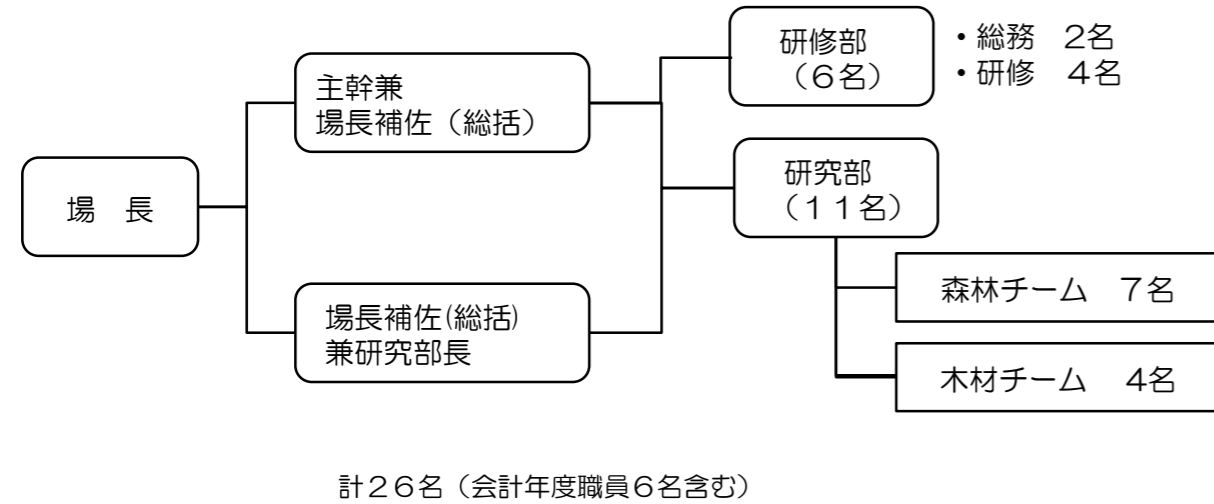 場　長
主幹兼
場長補佐（総括）
場長補佐(総括)
兼研究部長
研修部
（６名）
・総務　2名
・研修　4名
研究部
（１１名）
森林チーム　７名
木材チーム　4名
計２６名（会計年度職員６名含む）